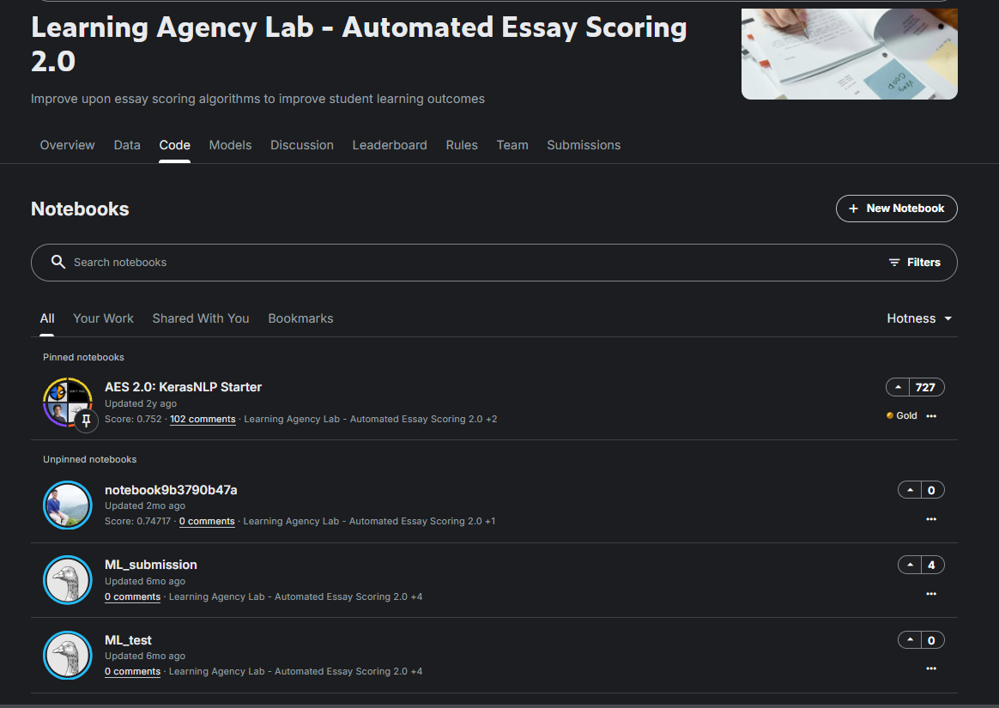 Learning Agency Lab - Automated Essay Scoring
2.0
Improve upon essay scoring algorithms to improve student learning outcomes
Overview Data Code Models Discussion Leaderboard Rules Team Submissions
Notebooks
+ New Notebook
Search notebooks
Filters
All Your Work Shared With You Bookmarks
Hotness
Pinned notebooks
AES 2.0: KerasNLP Starter
727
Updated 2y ago
Score: 0.752 · 102 comments · Learning Agency Lab - Automated Essay Scoring 2.0 +2
Gold
Unpinned notebooks
notebook9b3790b47a
0
Updated 2mo ago
Score: 0.74717 · 0 comments · Learning Agency Lab - Automated Essay Scoring 2.0 +1
ML_submission
4
Updated 6mo ago
0 comments · Learning Agency Lab - Automated Essay Scoring 2.0 +4
ML_test
0
Updated 6mo ago
0 comments · Learning Agency Lab - Automated Essay Scoring 2.0 +4